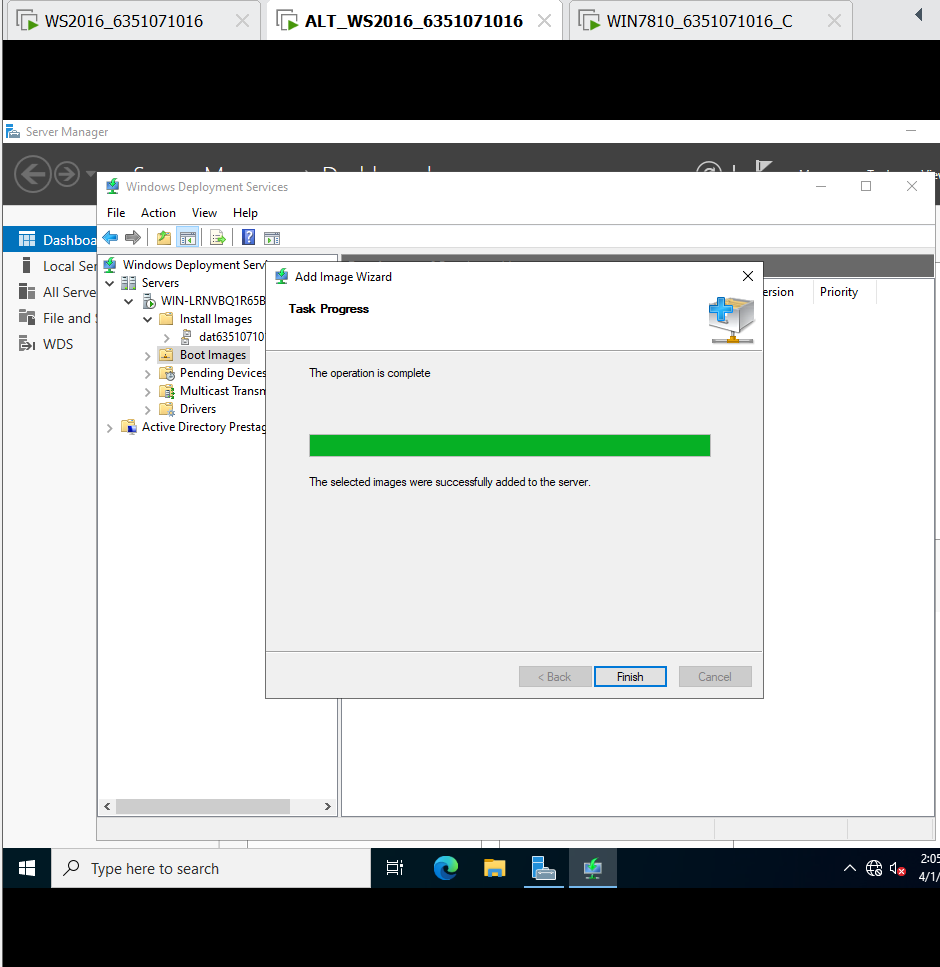 WS2016_6351071016
ALT_WS2016_6351071016
WIN7810_6351071016_C
Server Manager
Windows Deployment Services
File Action View Help
Dashboa
Local Ser
All Serve
File and
WDS
Windows Deployment Serv
Servers
WIN-LRNVBQ1R65B
Install Images
dat63510710
Boot Images
Pending Devices
Multicast Transm
Drivers
Active Directory Prestag
ersion Priority
Add Image Wizard
Task Progress
The operation is complete
The selected images were successfully added to the server.
< Back Finish Cancel
Type here to search
2:05
4/1/